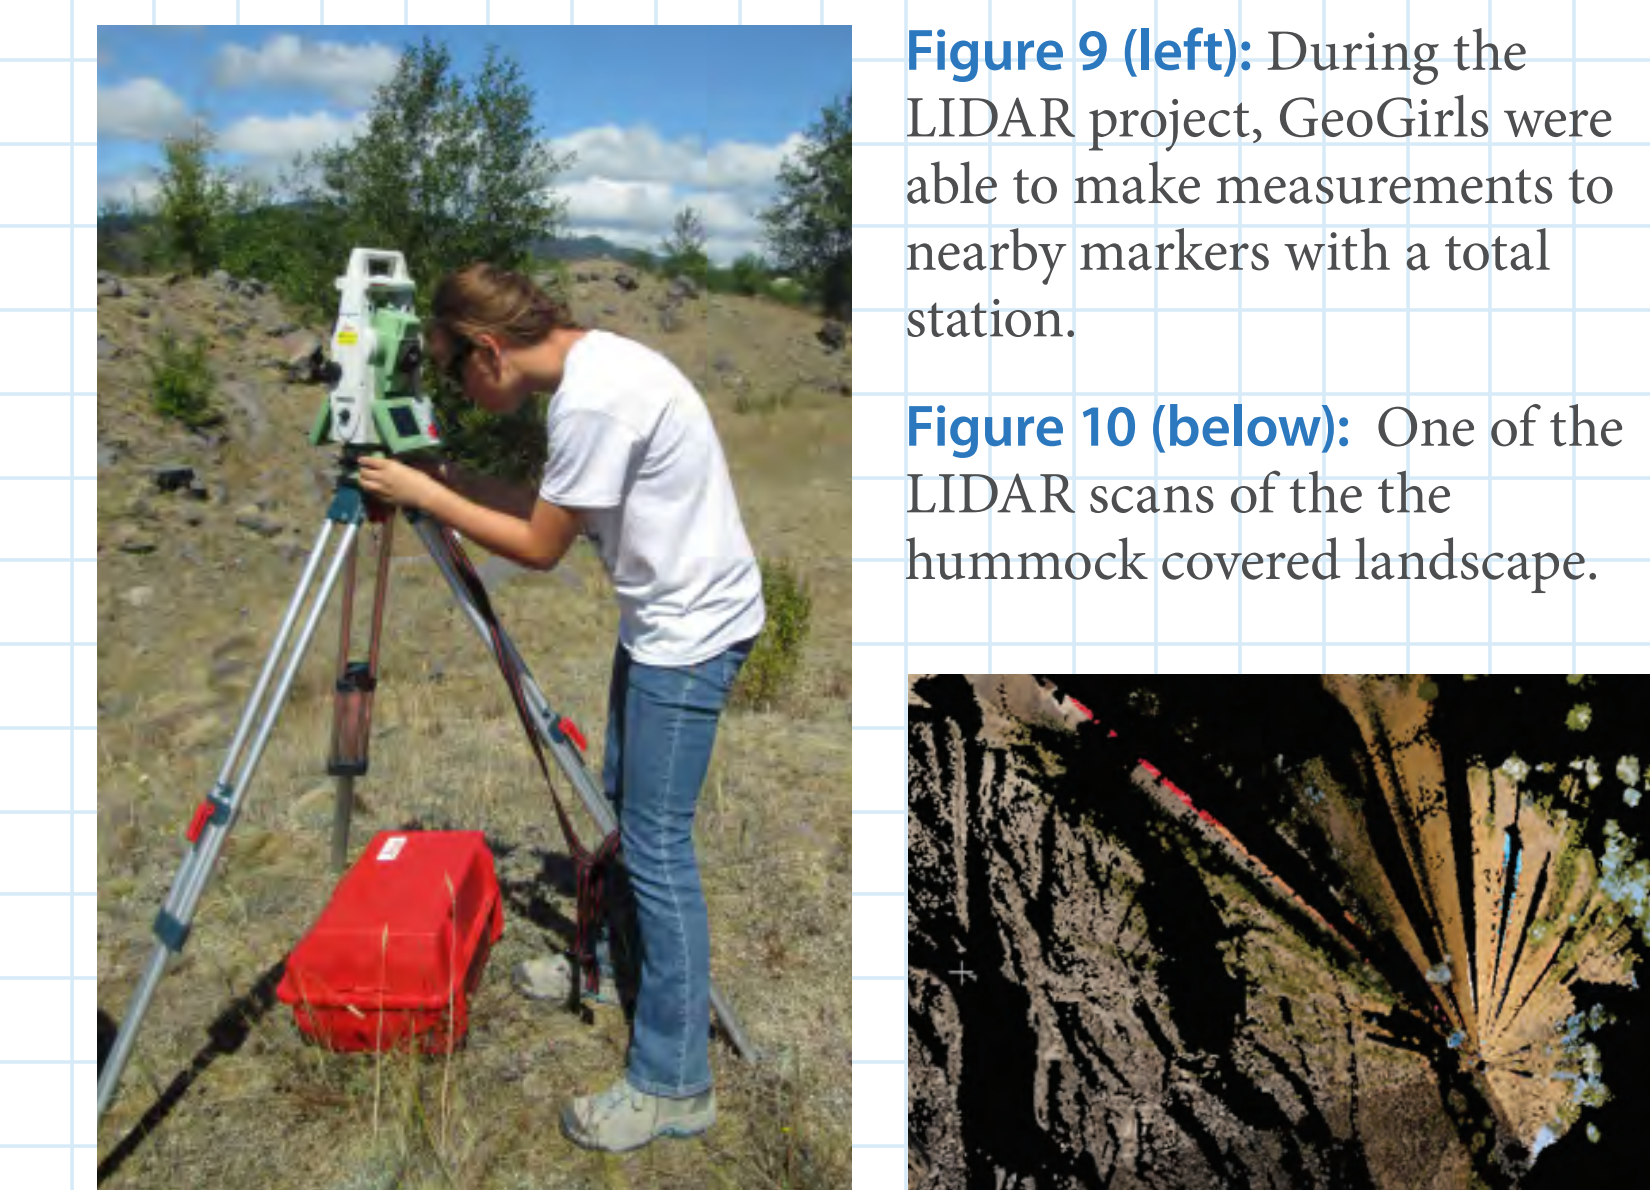 Figure 9 (left): During the
LIDAR project, GeoGirls were
able to make measurements to
nearby markers with a total
station.
Figure 10 (below): One of the
LIDAR scans of the the
hummock covered landscape.